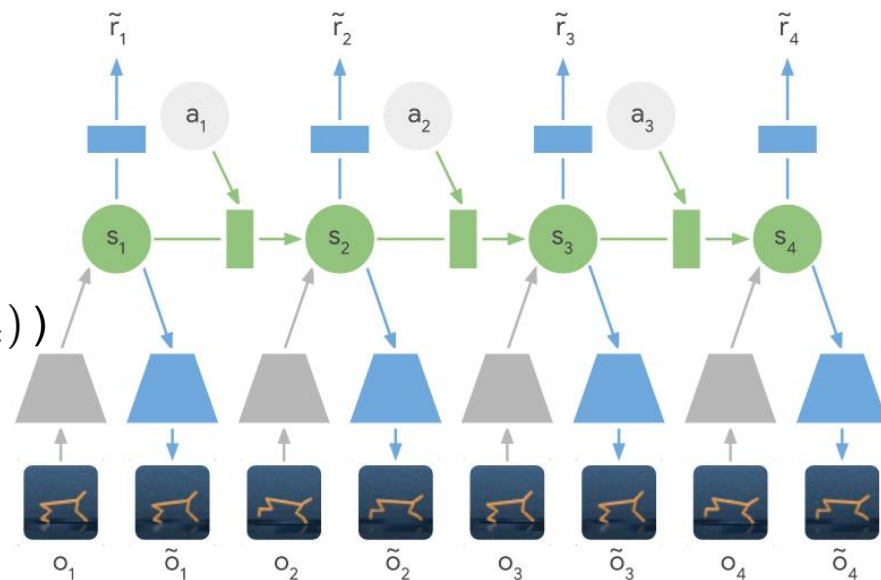 r̃₁ r̃₂ r̃₃ r̃₄
a₁ a₂ a₃
s₁ s₂ s₃ s₄
))
o₁ õ₁ o₂ õ₂ o₃ õ₃ o₄ õ₄